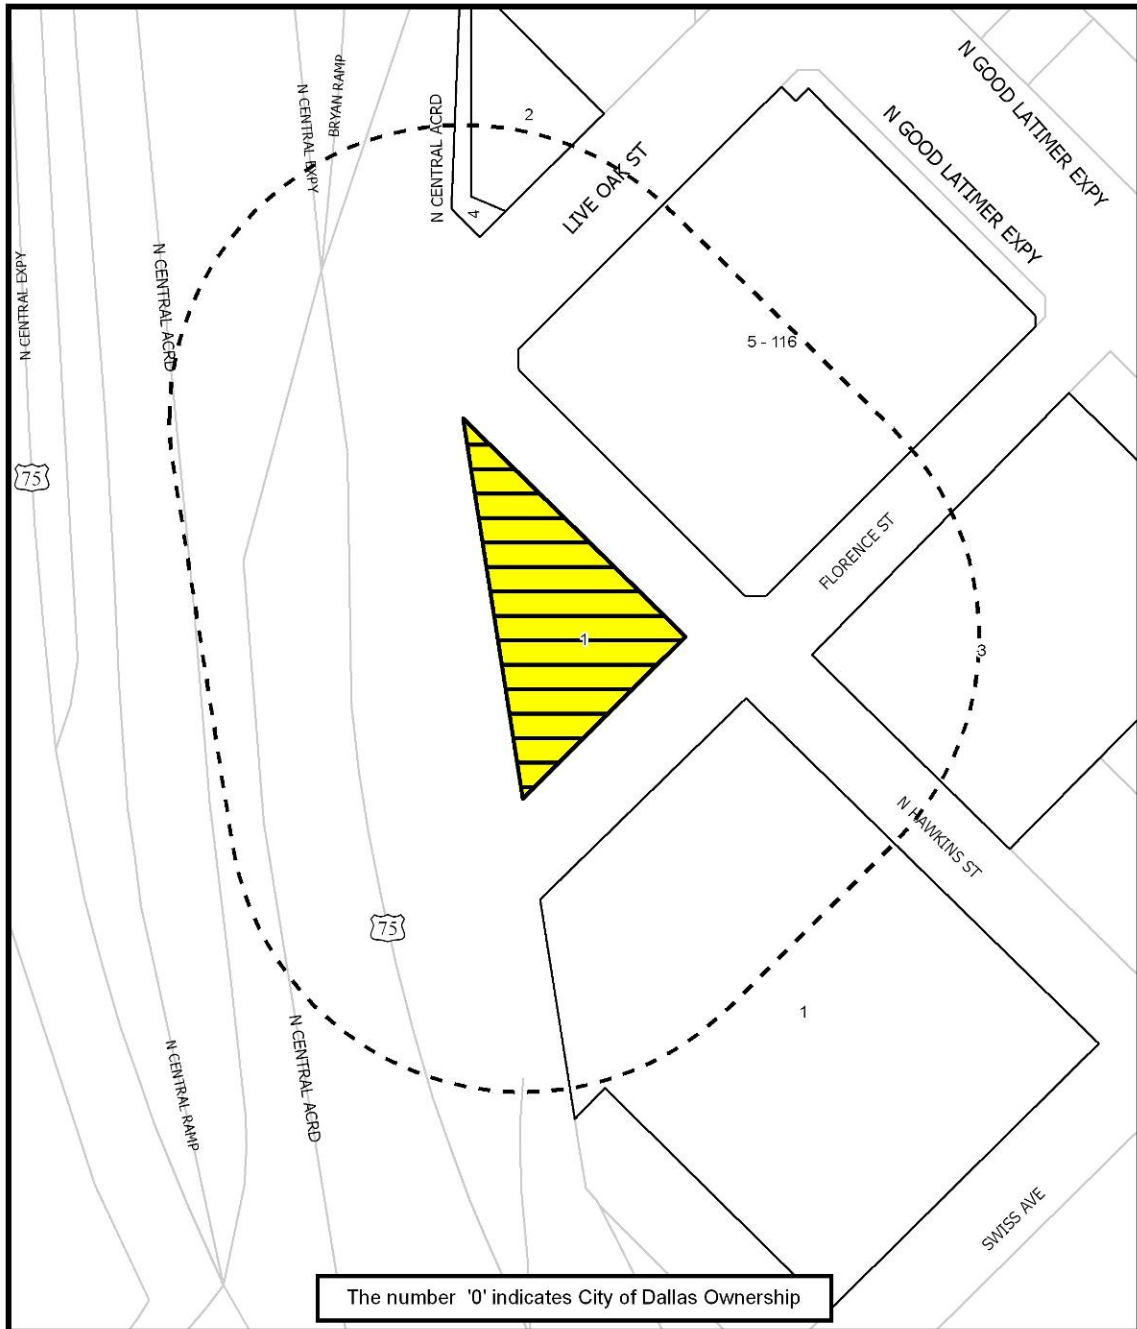 N GOOD LATIMER EXPY
N GOOD LATIMER EXPY
BRYAN RAMP
N CENTRAL EXPY
N CENTRAL ACRD
2
LIVE OAK ST
4
N CENTRAL EXPY
N CENTRAL ACRD
5 - 116
75
FLORENCE ST
1
3
N HAWKINS ST
75
1
N CENTRAL ACRD
N CENTRAL RAMP
SWISS AVE
The number '0' indicates City of Dallas Ownership